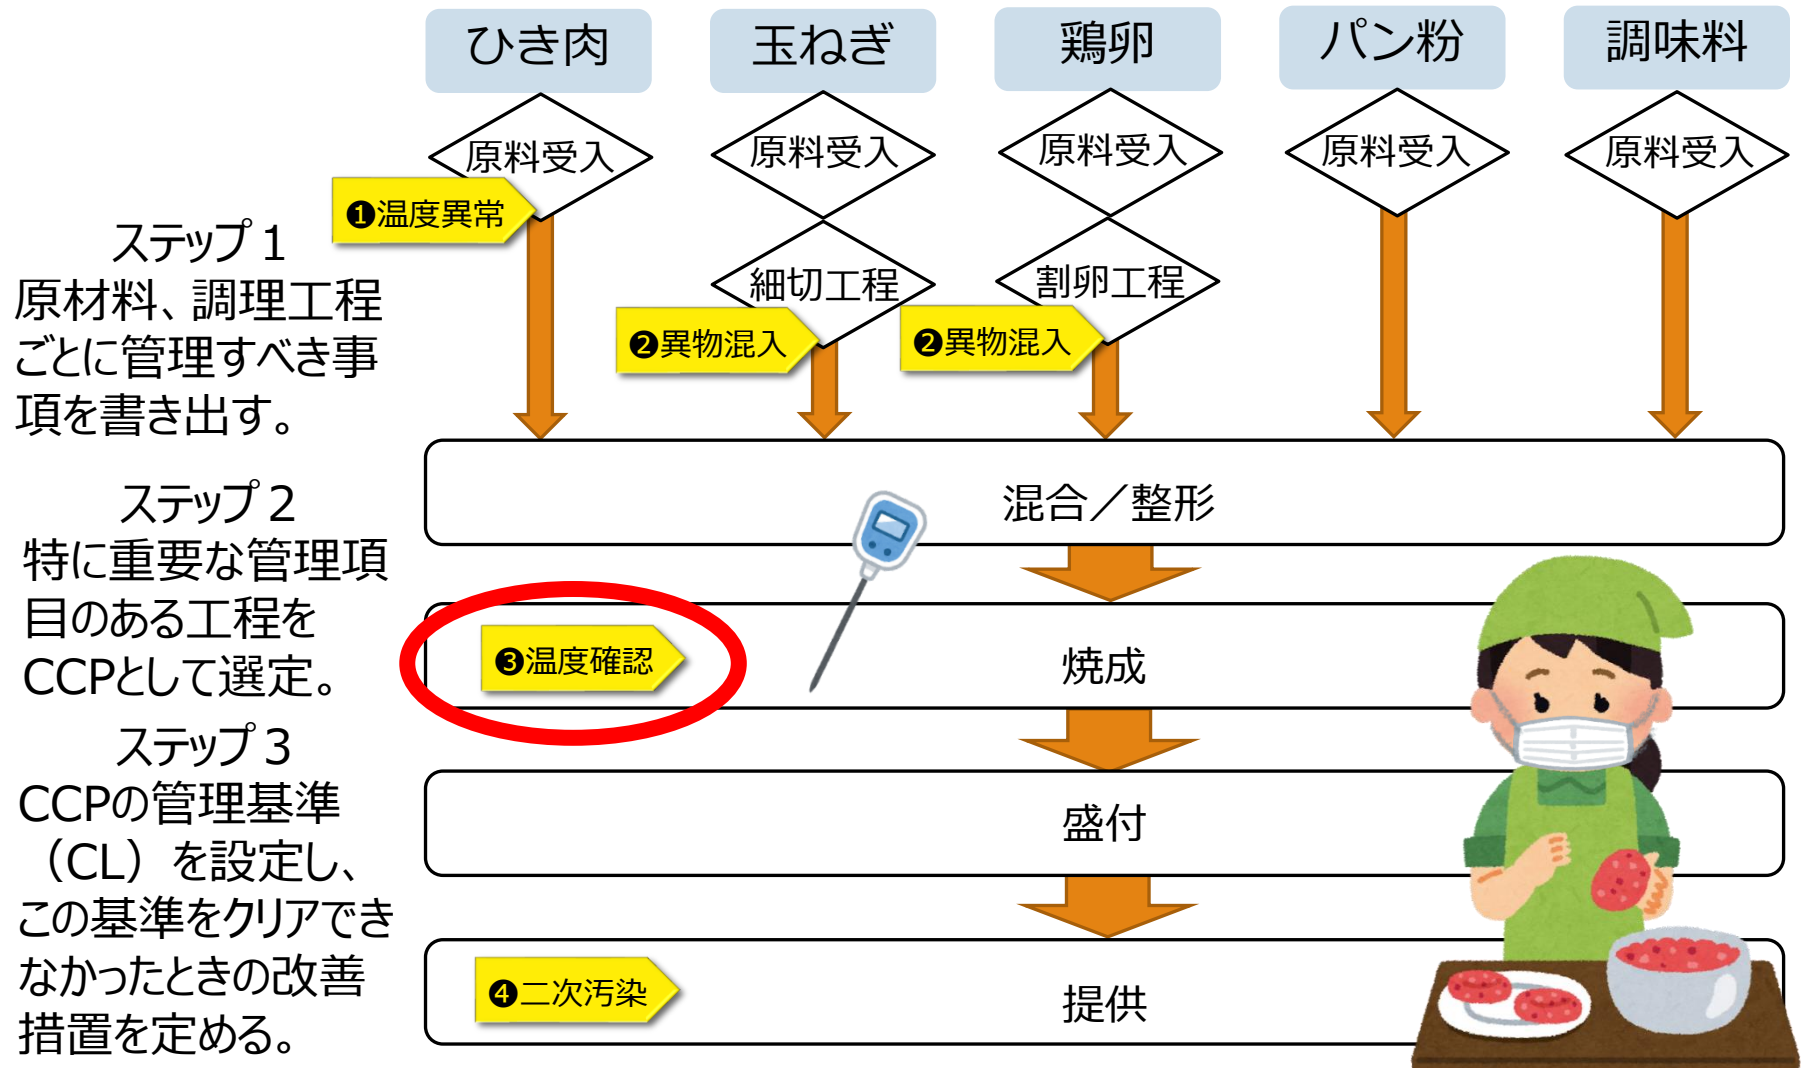 ひき肉
玉ねぎ
鶏卵
パン粉
調味料
原料受入
原料受入
原料受入
原料受入
原料受入
❶温度異常
細切工程
割卵工程
❷異物混入
❷異物混入
ステップ１
原材料、調理工程
ごとに管理すべき事
項を書き出す。
混合／整形
ステップ２
特に重要な管理項
目のある工程を
CCPとして選定。
❸温度確認
焼成
ステップ３
CCPの管理基準
（CL）を設定し、
この基準をクリアでき
なかったときの改善
措置を定める。
盛付
❹二次汚染
提供